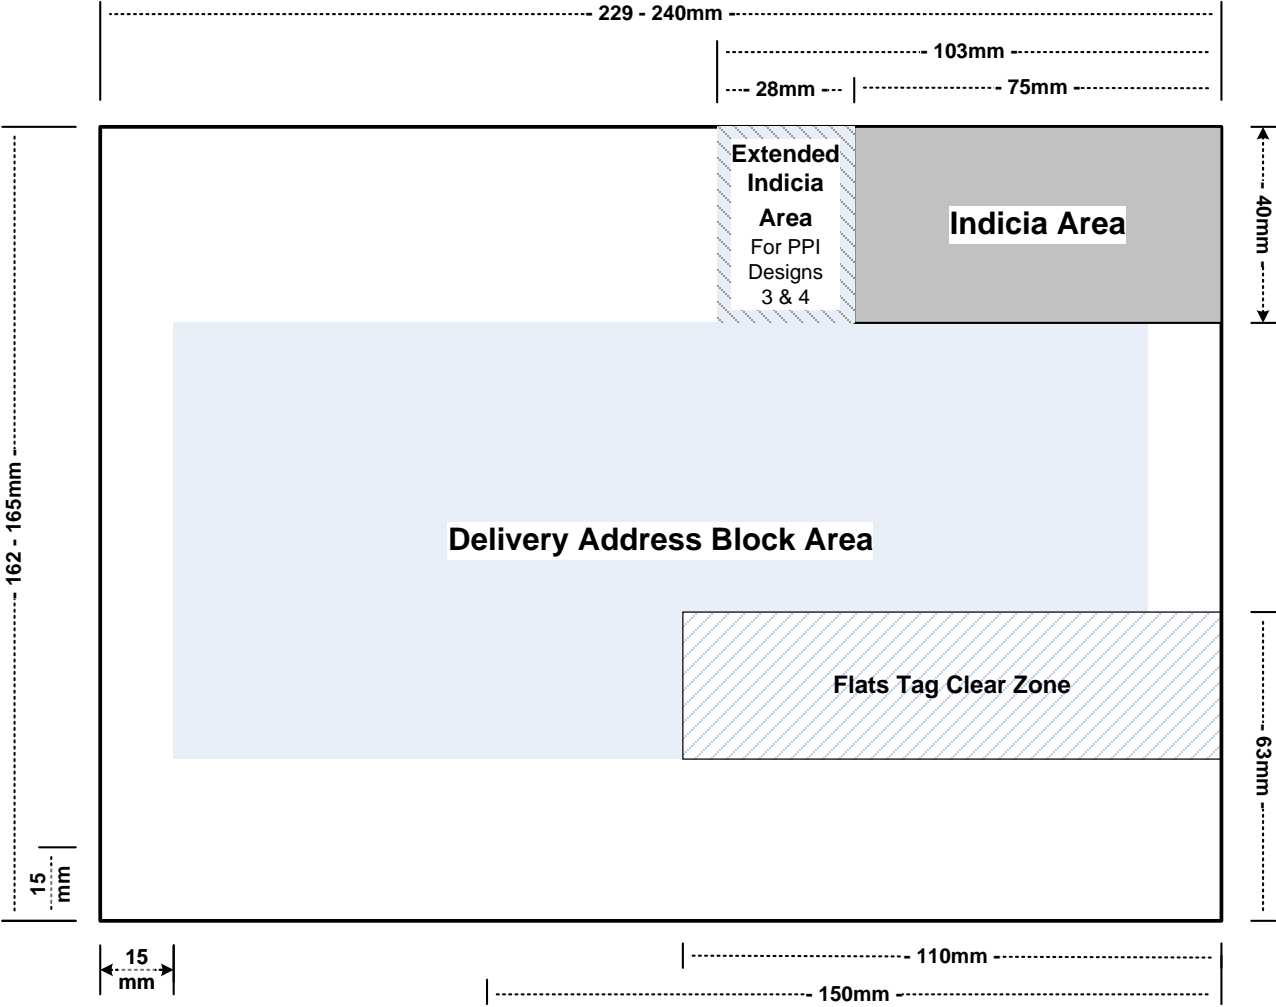 229 - 240mm
103mm
28mm
75mm
Extended
Indicia
Area
For PPI
Designs
3 & 4
Indicia Area
40mm
162 - 165mm
Delivery Address Block Area
Flats Tag Clear Zone
63mm
15
mm
15
mm
110mm
150mm